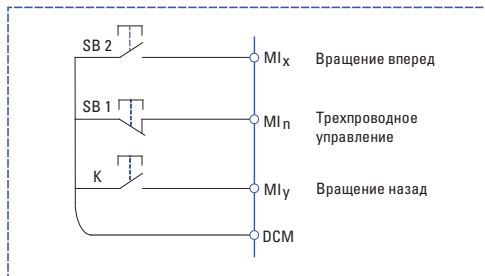 SB 2
MIx
Вращение вперед
SB 1
MIn
Трехпроводное
управление
K
MIy
Вращение назад
DCM